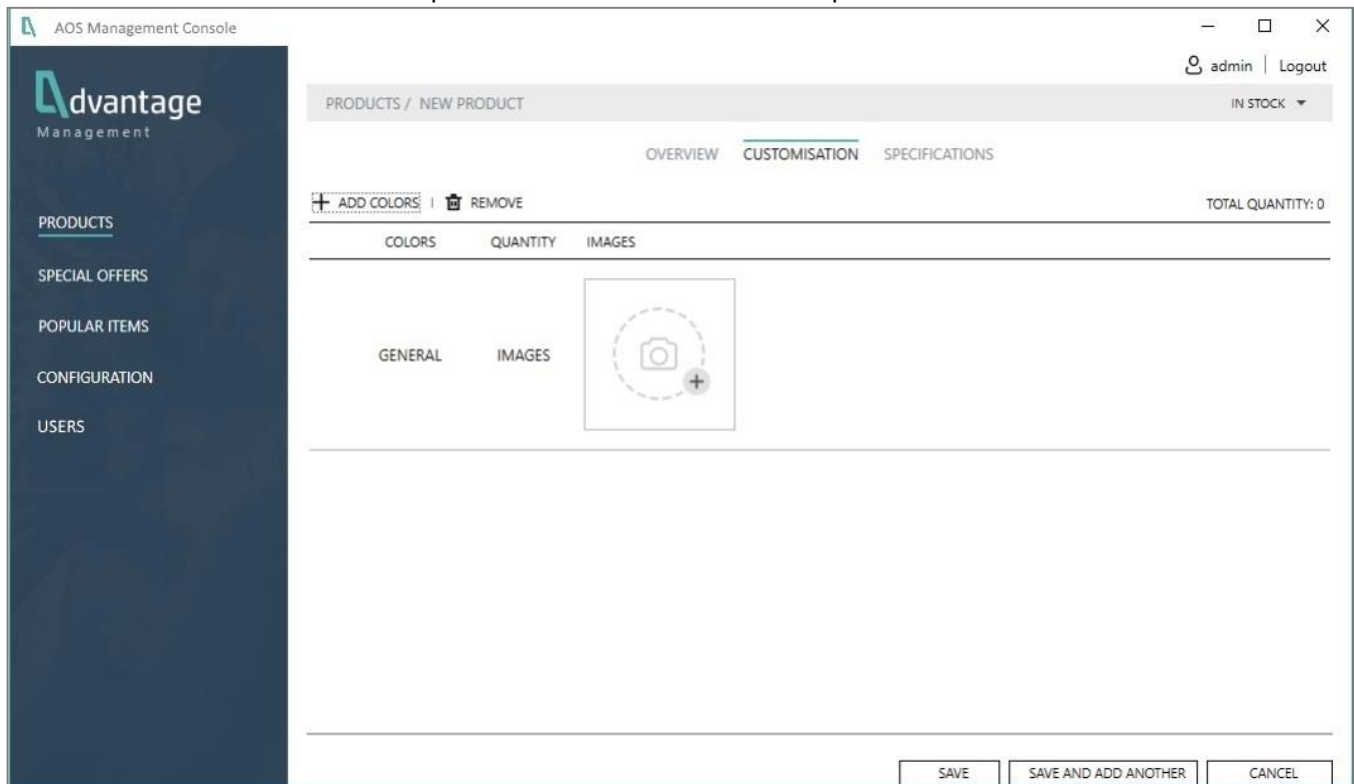 AOS Management Console
admin | Logout
dvantage
Management
PRODUCTS / NEW PRODUCT
IN STOCK
OVERVIEW CUSTOMISATION SPECIFICATIONS
ADD COLORS | REMOVE
TOTAL QUANTITY: 0
PRODUCTS
SPECIAL OFFERS
POPULAR ITEMS
CONFIGURATION
USERS
COLORS QUANTITY IMAGES
GENERAL IMAGES
SAVE
SAVE AND ADD ANOTHER
CANCEL